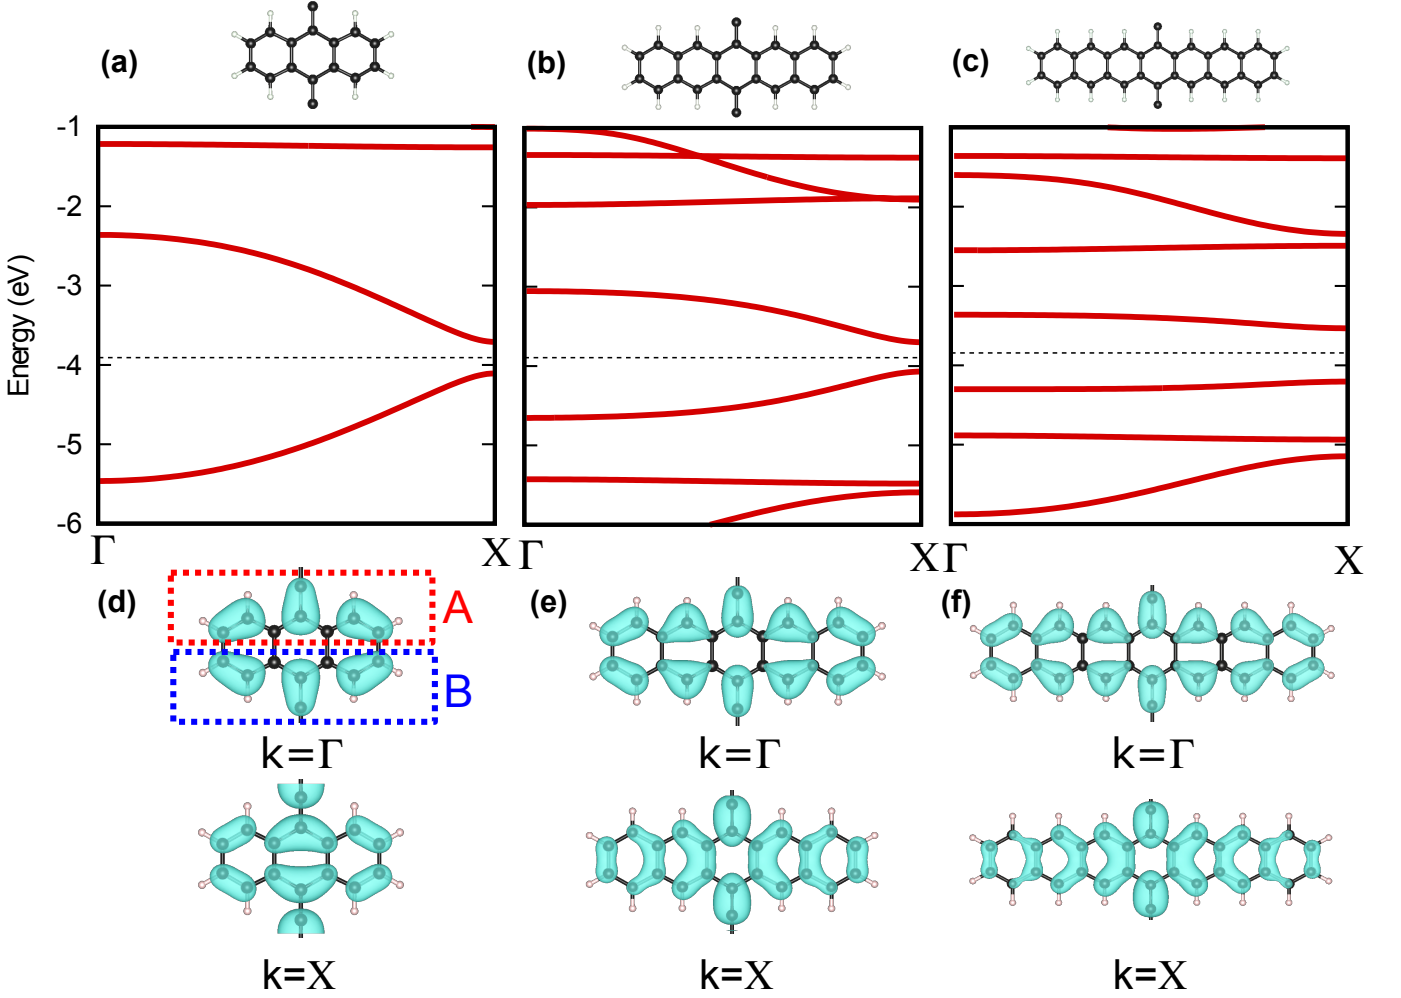 (a)
(b)
(c)
Energy (eV)
-1
-2
-3
-4
-5
-6
Γ
X
Γ
X
Γ
X
(d)
A
B
k=Γ
k=X
(e)
k=Γ
k=X
(f)
k=Γ
k=X